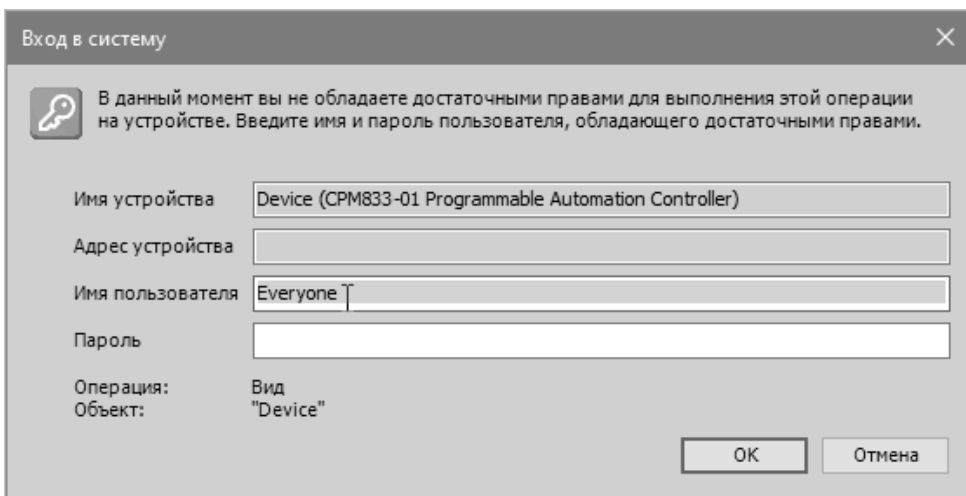 Вход в систему
В данный момент вы не обладаете достаточными правами для выполнения этой операции
на устройстве. Введите имя и пароль пользователя, обладающего достаточными правами.
Имя устройства Device (CPM833-01 Programmable Automation Controller)
Адрес устройства
Имя пользователя Everyone
Пароль
Операция: Вид
Объект: "Device"
OK Отмена